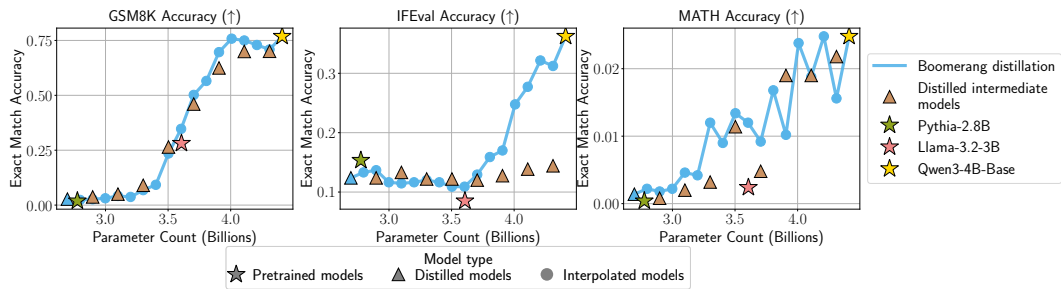 GSM8K Accuracy (↑)
Exact Match Accuracy
0.75
0.50
0.25
0.00
3.0
3.5
4.0
Parameter Count (Billions)
IFEval Accuracy (↑)
Exact Match Accuracy
0.3
0.2
0.1
3.0
3.5
4.0
Parameter Count (Billions)
MATH Accuracy (↑)
Exact Match Accuracy
0.02
0.01
0.00
3.0
3.5
4.0
Parameter Count (Billions)
Boomerang distillation
Distilled intermediate
models
Pythia-2.8B
Llama-3.2-3B
Qwen3-4B-Base
Model type
Pretrained models
Distilled models
Interpolated models